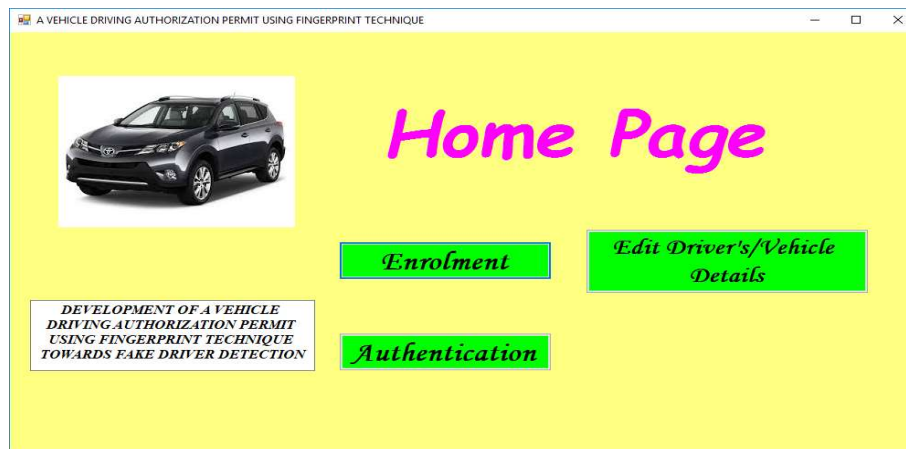 A VEHICLE DRIVING AUTHORIZATION PERMIT USING FINGERPRINT TECHNIQUE
Home Page
Enrolment
Edit Driver's/Vehicle
Details
DEVELOPMENT OF A VEHICLE
DRIVING AUTHORIZATION PERMIT
USING FINGERPRINT TECHNIQUE
TOWARDS FAKE DRIVER DETECTION
Authentication